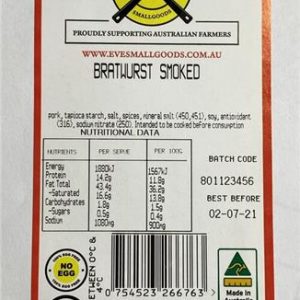 SMALLGOODS
PROUDLY SUPPORTING AUSTRALIAN FARMERS
WWW.EVESMALLGOODS.COM.AU
BRATWURST SMOKED
pork, tapioca starch, salt, spices, mineral salt (450,451), soy, antioxidant
(316), sodium nitrate (250). Intended to be cooked before consumption
NUTRITIONAL DATA
NUTRIENTS PER SERVE PER 100G
Energy 1880kJ 1567kJ
Protein 14.2g 11.8g
Fat Total 43.4g 36.2g
-Saturated 16.6g 13.8g
Carbohydrates 1.8g 1.5g
-Sugars 0.5g 0.4g
Sodium 1080mg 900mg
BATCH CODE
801123456
BEST BEFORE
02-07-21
NO
EGG
BETWEEN 0°C &
4°C
0 754523 266763 >
Made in
Australia